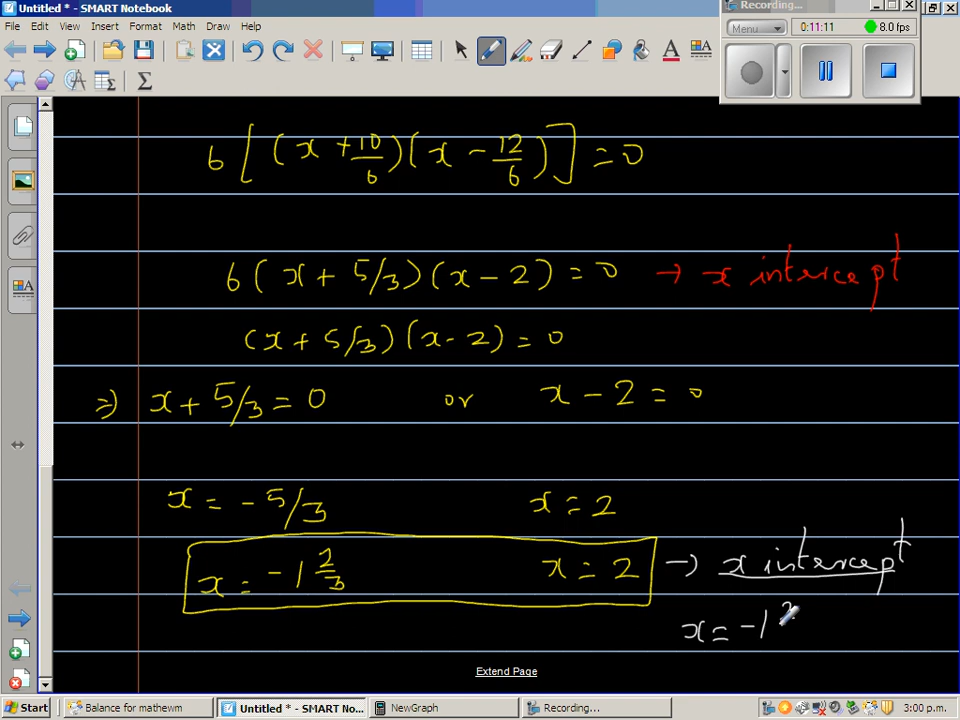 Untitled * - SMART Notebook
Recording...
File Edit View Insert Format Math Draw Help
Menu 0:11:11 8.0 fps
6[(x + 10/6)(x - 12/6)] = 0
6(x + 5/3)(x - 2) = 0 → x intercept
(x + 5/3)(x - 2) = 0
⇒ x + 5/3 = 0 or x - 2 = 0
x = - 5/3 x = 2
x = -1 2/3 x = 2 → x intercept
x = -1 2
Extend Page
Start Balance for mathewm Untitled * - SMART No... NewGraph Recording... 3:00 p.m.